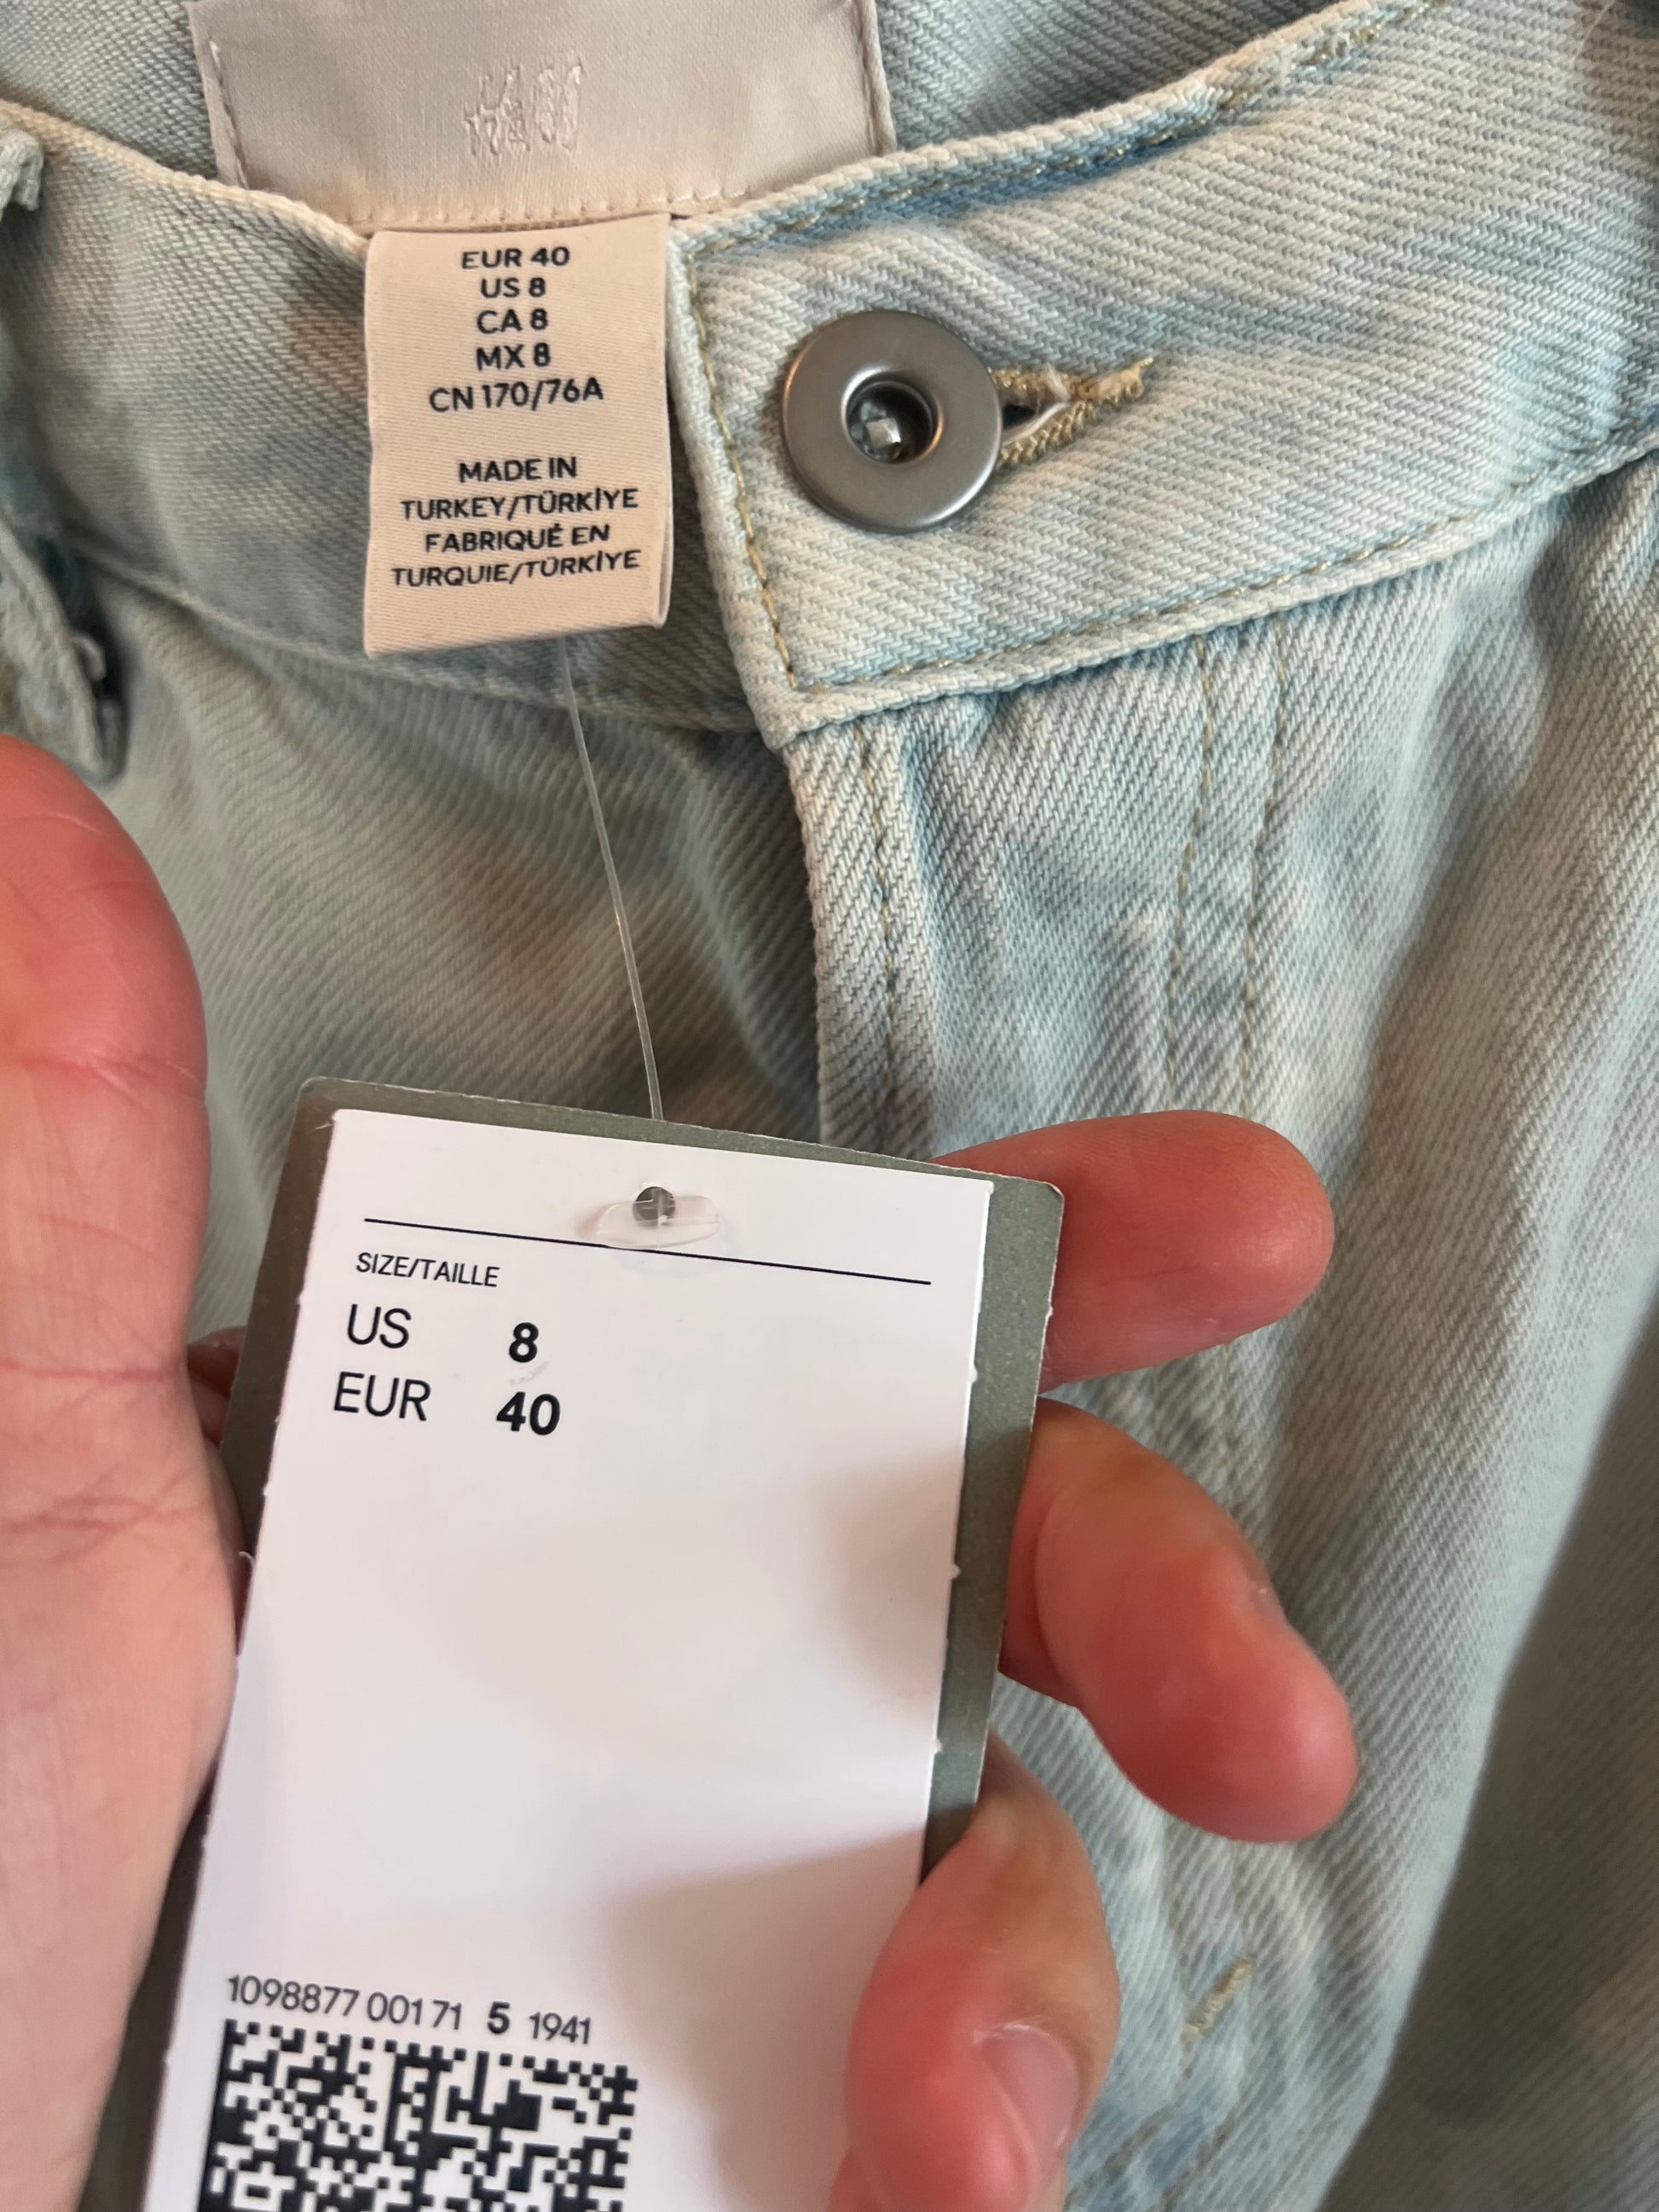 H&M
EUR 40
US 8
CA 8
MX 8
CN 170/76A
MADE IN
TURKEY/TÜRKİYE
FABRIQUÉ EN
TURQUIE/TÜRKİYE
SIZE/TAILLE
US 8
EUR 40
1098877 001 71 5 1941